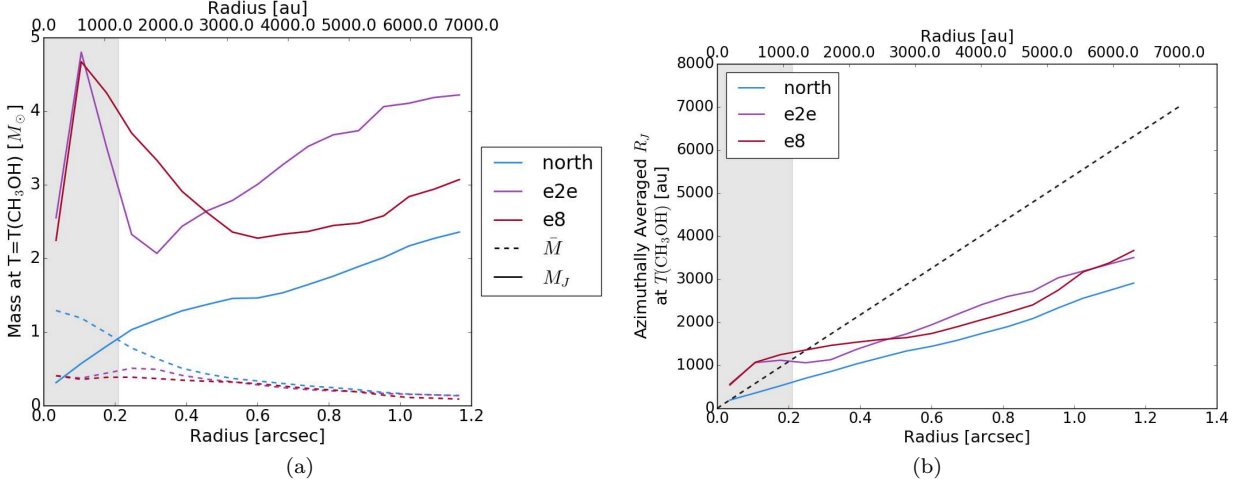 Radius [au]
0.0 1000.0 2000.0 3000.0 4000.0 5000.0 6000.0 7000.0
5
4
3
2
1
0
Mass at T=T(CH₃OH) [M⊙]
0.0 0.2 0.4 0.6 0.8 1.0 1.2
Radius [arcsec]
north
e2e
e8
M̄
M_J
(a)
Radius [au]
0.0 1000.0 2000.0 3000.0 4000.0 5000.0 6000.0 7000.0
8000
7000
6000
5000
4000
3000
2000
1000
0
Azimuthally Averaged R_J
at T(CH₃OH) [au]
north
e2e
e8
0.0 0.2 0.4 0.6 0.8 1.0 1.2 1.4
Radius [arcsec]
(b)